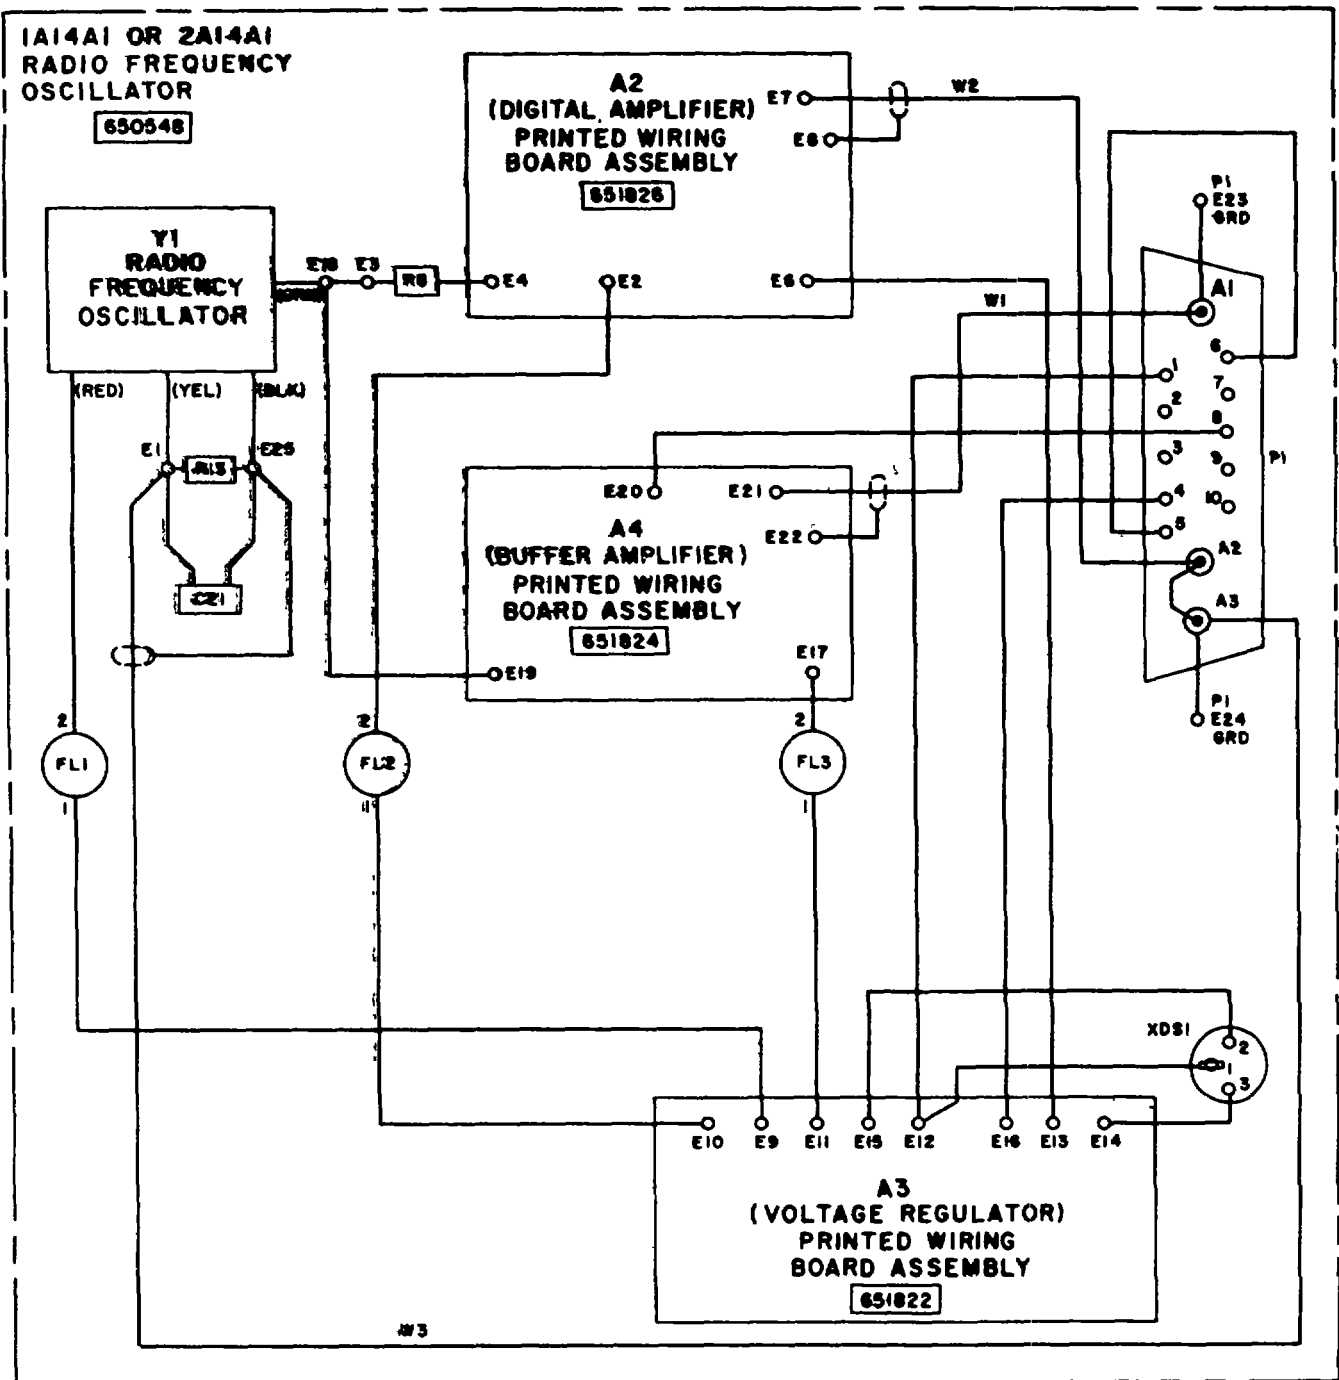 1A14A1 OR 2A14A1
RADIO FREQUENCY
OSCILLATOR
650548
A2
(DIGITAL AMPLIFIER)
PRINTED WIRING
BOARD ASSEMBLY
651826
E7
E8
W2
E4
E2
E6
Y1
RADIO
FREQUENCY
OSCILLATOR
E18
E3
R8
(RED)
(YEL)
(BLK)
E1
R13
E25
C21
P1
E23
GRD
A1
W1
6
1
7
2
8
3
9
P1
4
10
5
A2
A3
P1
E24
GRD
E20
E21
E22
A4
(BUFFER AMPLIFIER)
PRINTED WIRING
BOARD ASSEMBLY
651824
E19
E17
2
FL1
1
2
FL2
1
2
FL3
1
XDS1
2
1
3
E10
E9
E11
E15
E12
E16
E13
E14
A3
(VOLTAGE REGULATOR)
PRINTED WIRING
BOARD ASSEMBLY
651822
W3